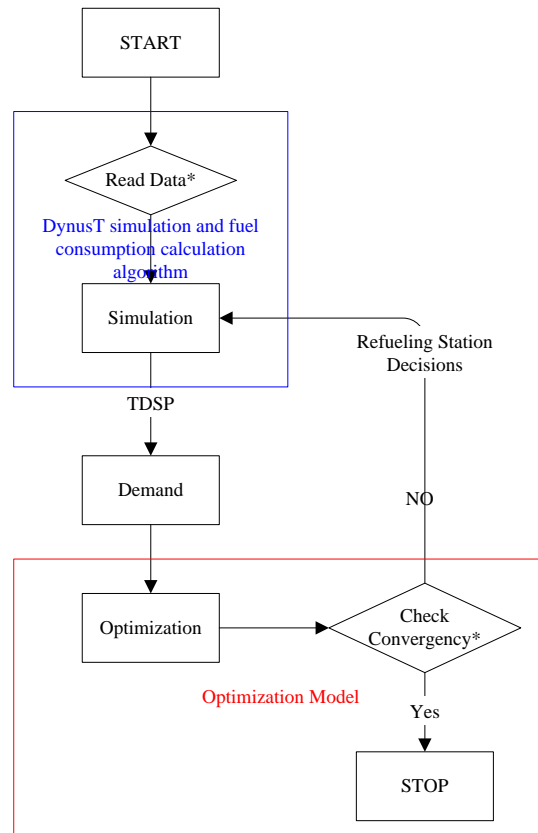 START
Read Data*
DynusT simulation and fuel
consumption calculation
algorithm
Simulation
Refueling Station
Decisions
TDSP
Demand
NO
Optimization
Check
Convergency*
Optimization Model
Yes
STOP